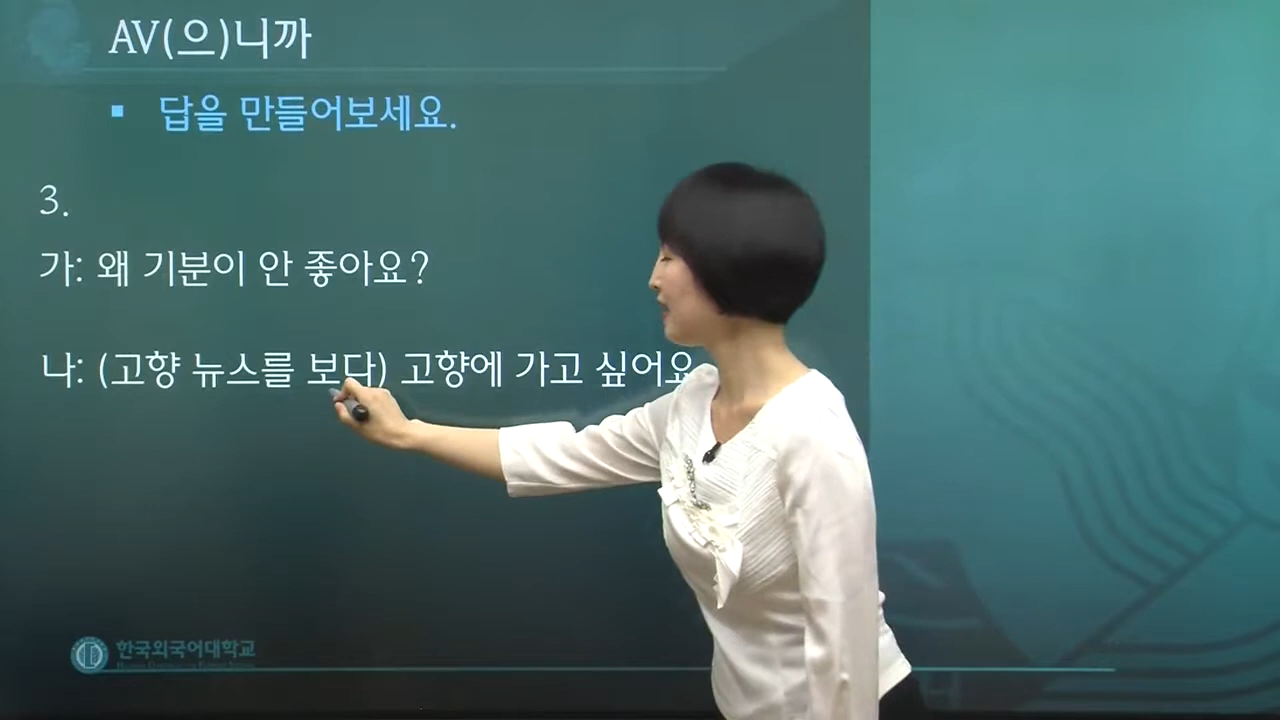 AV(으)니까
▪ 답을 만들어보세요.
3.
가: 왜 기분이 안 좋아요?
나: (고향 뉴스를 보다) 고향에 가고 싶어요
한국외국어대학교